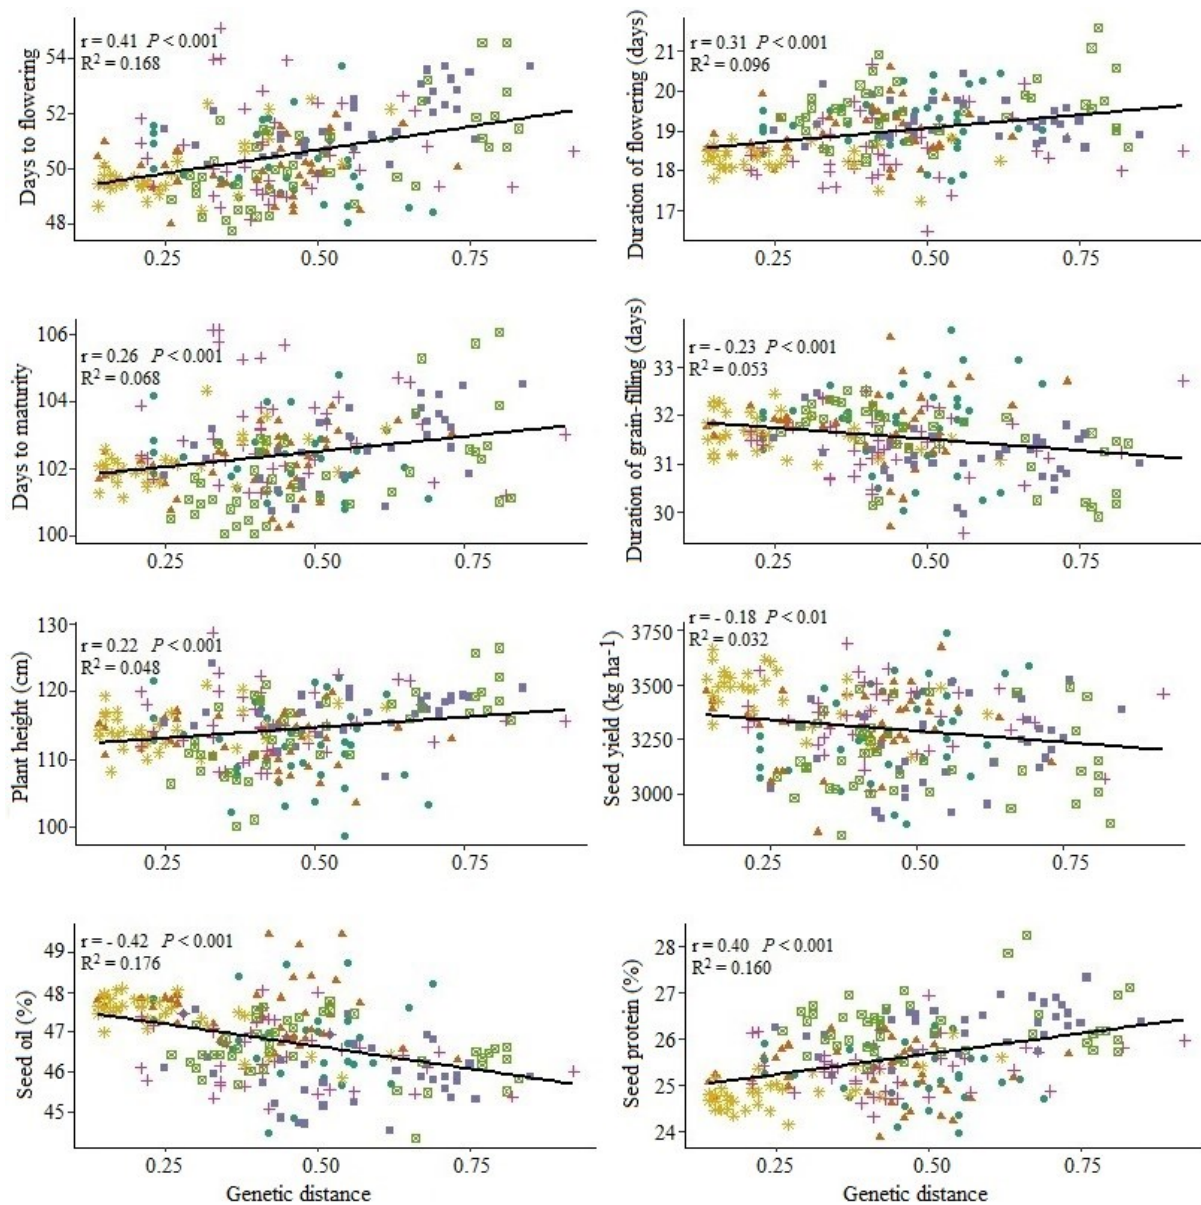 r = 0.41 P < 0.001
R² = 0.168
Days to flowering
54
52
50
48
0.25 0.50 0.75
r = 0.31 P < 0.001
R² = 0.096
Duration of flowering (days)
21
20
19
18
17
0.25 0.50 0.75
r = 0.26 P < 0.001
R² = 0.068
Days to maturity
106
104
102
100
0.25 0.50 0.75
r = - 0.23 P < 0.001
R² = 0.053
Duration of grain-filling (days)
33
32
31
30
0.25 0.50 0.75
r = 0.22 P < 0.001
R² = 0.048
Plant height (cm)
130
120
110
100
0.25 0.50 0.75
r = - 0.18 P < 0.01
R² = 0.032
Seed yield (kg ha⁻¹)
3750
3500
3250
3000
0.25 0.50 0.75
r = - 0.42 P < 0.001
R² = 0.176
Seed oil (%)
49
48
47
46
45
0.25 0.50 0.75
Genetic distance
r = 0.40 P < 0.001
R² = 0.160
Seed protein (%)
28
27
26
25
24
0.25 0.50 0.75
Genetic distance